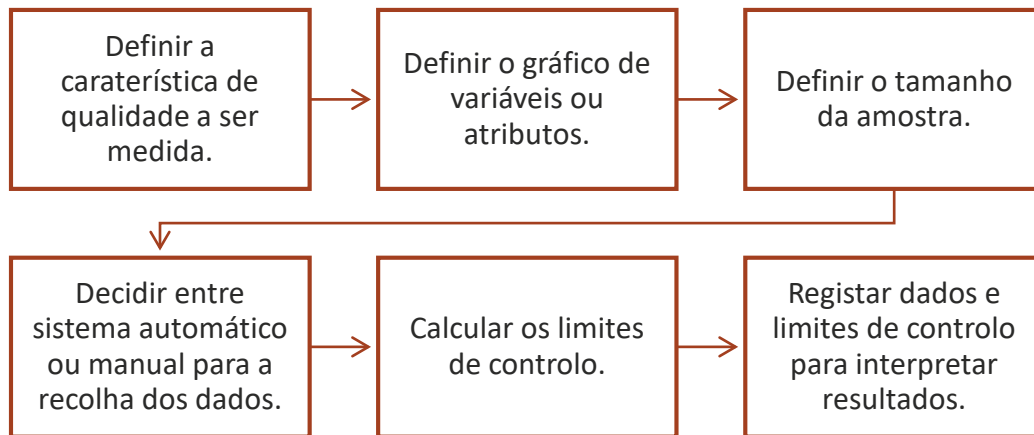 Definir a
caraterística de
qualidade a ser
medida.
Definir o gráfico de
variáveis ou
atributos.
Definir o tamanho
da amostra.
Decidir entre
sistema automático
ou manual para a
recolha dos dados.
Calcular os limites
de controlo.
Registar dados e
limites de controlo
para interpretar
resultados.